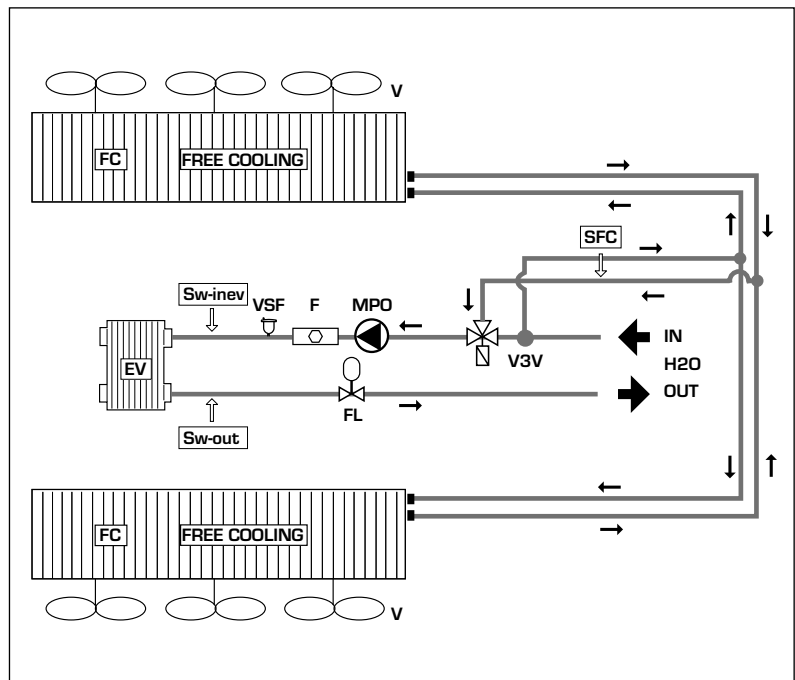 V
FC FREE COOLING
SFC
Sw-inev VSF F MPO
IN
V3V
H2O
EV
OUT
FL
Sw-out
FC FREE COOLING
V